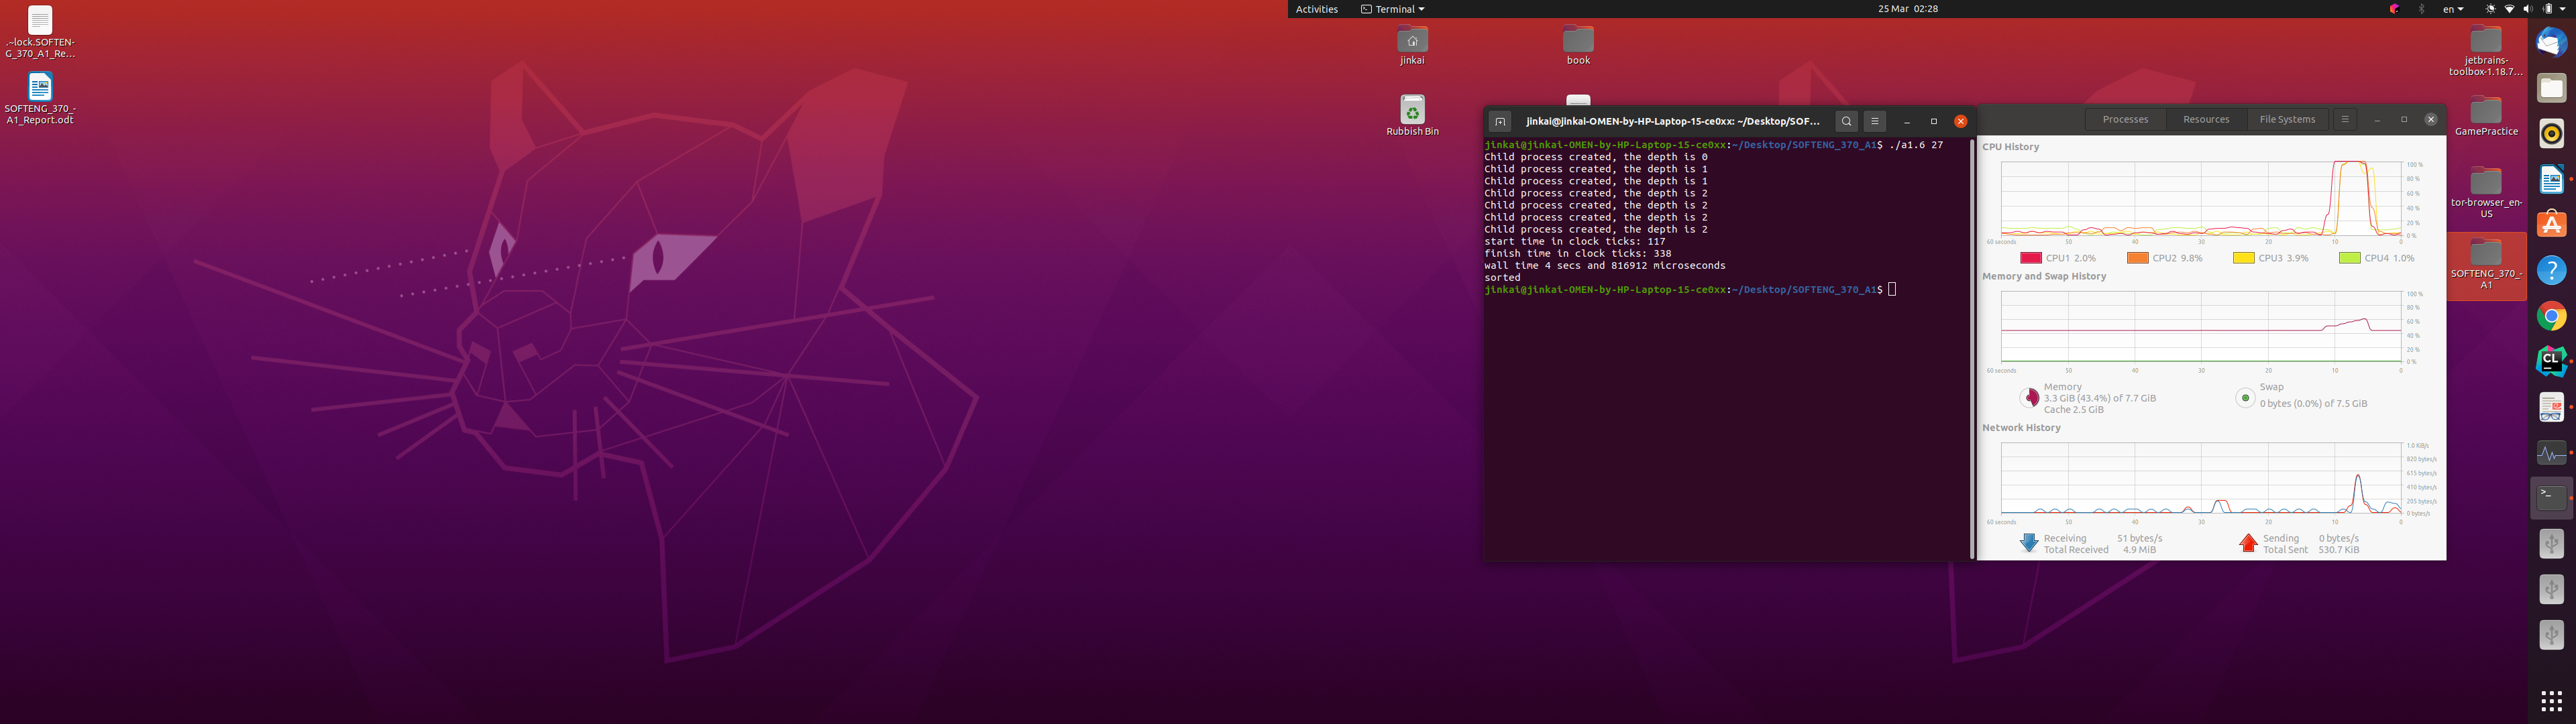 Activities
Terminal
25 Mar 02:28
en
.~lock.SOFTEN-
G_370_A1_Re...
SOFTENG_370_-
A1_Report.odt
jinkai
book
Rubbish Bin
jetbrains-
toolbox-1.18.7...
GamePractice
tor-browser_en-
US
SOFTENG_370_-
A1
jinkai@jinkai-OMEN-by-HP-Laptop-15-ce0xx: ~/Desktop/SOF...
jinkai@jinkai-OMEN-by-HP-Laptop-15-ce0xx:~/Desktop/SOFTENG_370_A1$ ./a1.6 27
Child process created, the depth is 0
Child process created, the depth is 1
Child process created, the depth is 1
Child process created, the depth is 2
Child process created, the depth is 2
Child process created, the depth is 2
Child process created, the depth is 2
start time in clock ticks: 117
finish time in clock ticks: 338
wall time 4 secs and 816912 microseconds
sorted
jinkai@jinkai-OMEN-by-HP-Laptop-15-ce0xx:~/Desktop/SOFTENG_370_A1$
Processes
Resources
File Systems
CPU History
100 %
80 %
60 %
40 %
20 %
0 %
60 seconds 50 40 30 20 10 0
CPU1 2.0% CPU2 9.8% CPU3 3.9% CPU4 1.0%
Memory and Swap History
100 %
80 %
60 %
40 %
20 %
0 %
60 seconds 50 40 30 20 10 0
Memory
3.3 GiB (43.4%) of 7.7 GiB
Cache 2.5 GiB
Swap
0 bytes (0.0%) of 7.5 GiB
Network History
1.0 KiB/s
820 bytes/s
615 bytes/s
410 bytes/s
205 bytes/s
0 bytes/s
60 seconds 50 40 30 20 10 0
Receiving 51 bytes/s
Total Received 4.9 MiB
Sending 0 bytes/s
Total Sent 530.7 KiB
CL
>_